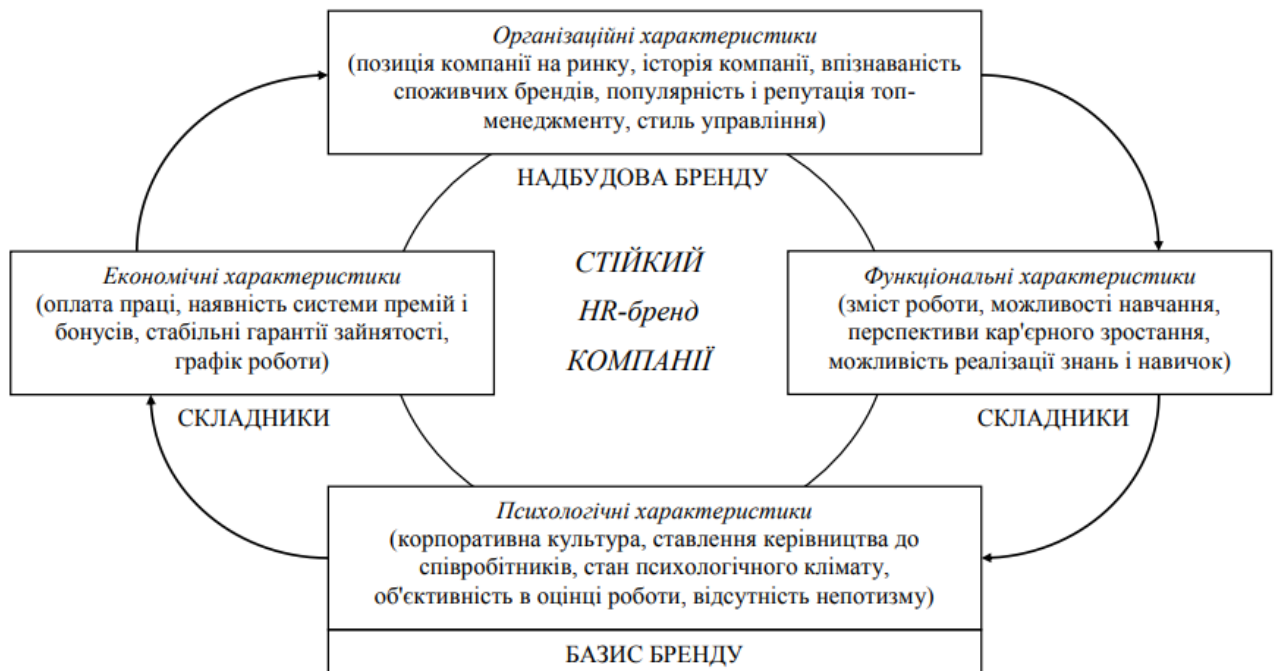 Організаційні характеристики
(позиція компанії на ринку, історія компанії, впізнаваність
споживчих брендів, популярність і репутація топ-
менеджменту, стиль управління)
НАДБУДОВА БРЕНДУ
Економічні характеристики
(оплата праці, наявність системи премій і
бонусів, стабільні гарантії зайнятості,
графік роботи)
СКЛАДНИКИ
СТІЙКИЙ
HR-бренд
КОМПАНІЇ
Функціональні характеристики
(зміст роботи, можливості навчання,
перспективи кар'єрного зростання,
можливість реалізації знань і навичок)
СКЛАДНИКИ
Психологічні характеристики
(корпоративна культура, ставлення керівництва до
співробітників, стан психологічного клімату,
об'єктивність в оцінці роботи, відсутність непотизму)
БАЗИС БРЕНДУ